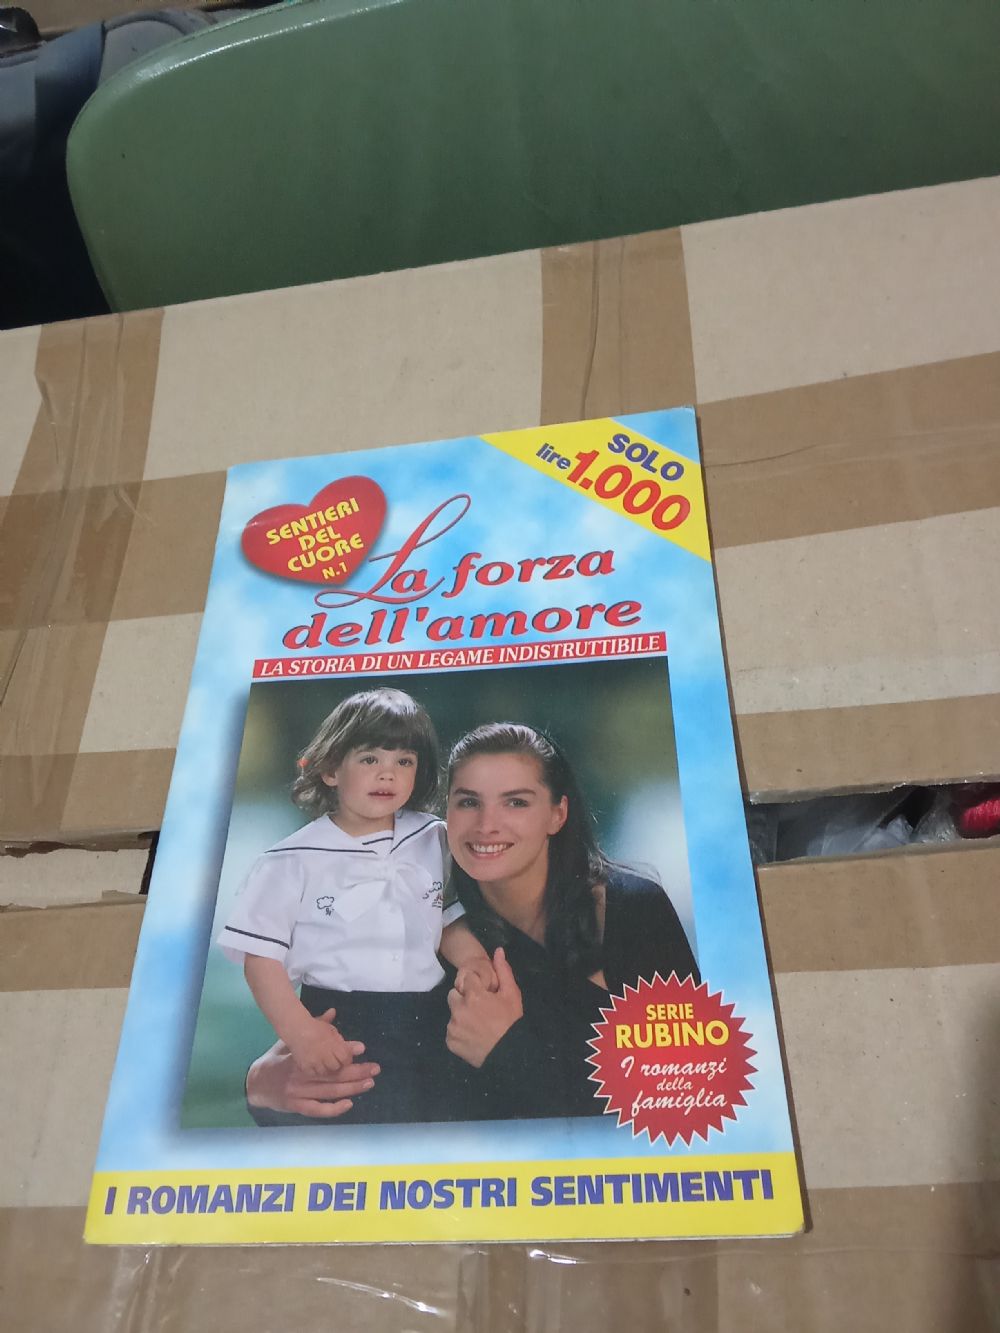 SOLO
lire 1.000
SENTIERI
DEL
CUORE
N.1
La forza
dell'amore
LA STORIA DI UN LEGAME INDISTRUTTIBILE
SERIE
RUBINO
I romanzi
della
famiglia
I ROMANZI DEI NOSTRI SENTIMENTI